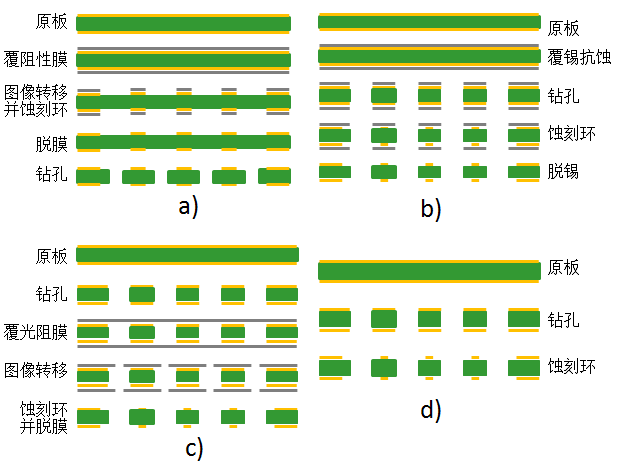 原板
覆阻性膜
图像转移
并蚀刻环
脱膜
钻孔
a)
原板
覆锡抗蚀
钻孔
蚀刻环
脱锡
b)
原板
钻孔
覆光阻膜
图像转移
蚀刻环
并脱膜
c)
原板
钻孔
蚀刻环
d)